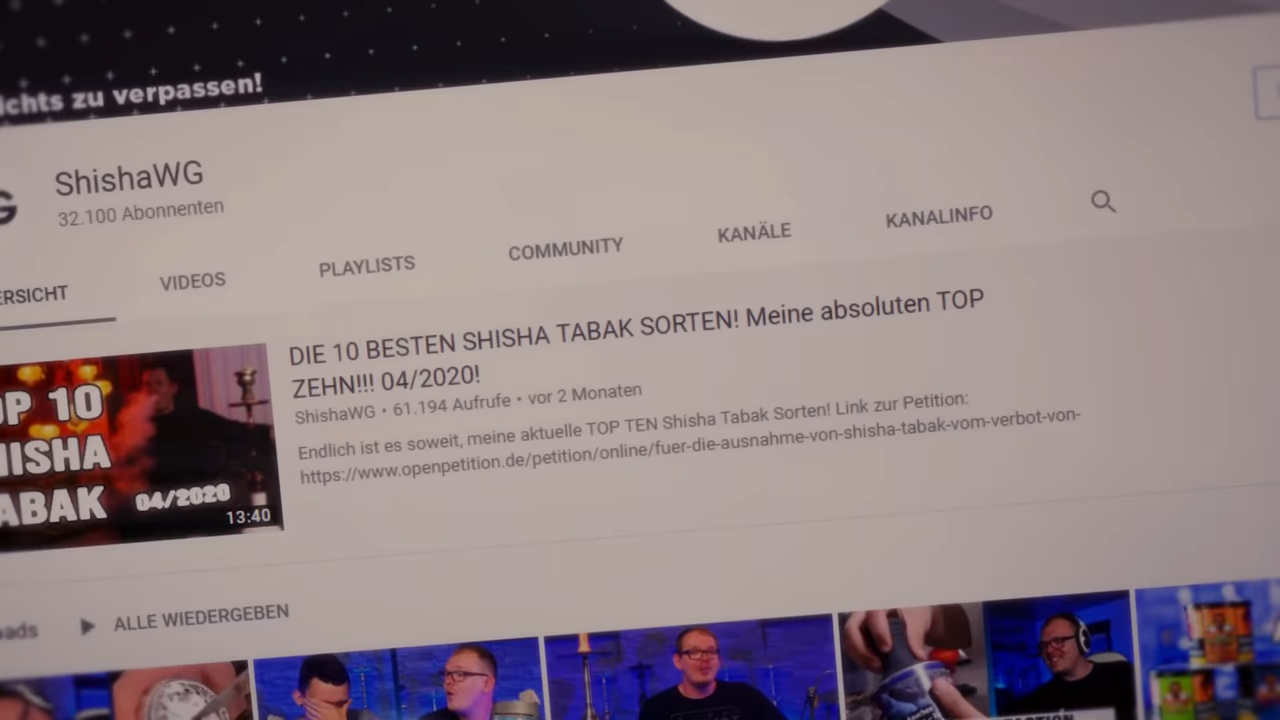 ichts zu verpassen!
G
ShishaWG
32.100 Abonnenten
ERSICHT VIDEOS PLAYLISTS COMMUNITY KANÄLE KANALINFO
DIE 10 BESTEN SHISHA TABAK SORTEN! Meine absoluten TOP
ZEHN!!! 04/2020!
ShishaWG • 61.194 Aufrufe • vor 2 Monaten
Endlich ist es soweit, meine aktuelle TOP TEN Shisha Tabak Sorten! Link zur Petition:
https://www.openpetition.de/petition/online/fuer-die-ausnahme-von-shisha-tabak-vom-verbot-von-
OP 10
HISHA
TABAK 04/2020
13:40
oads ALLE WIEDERGEBEN